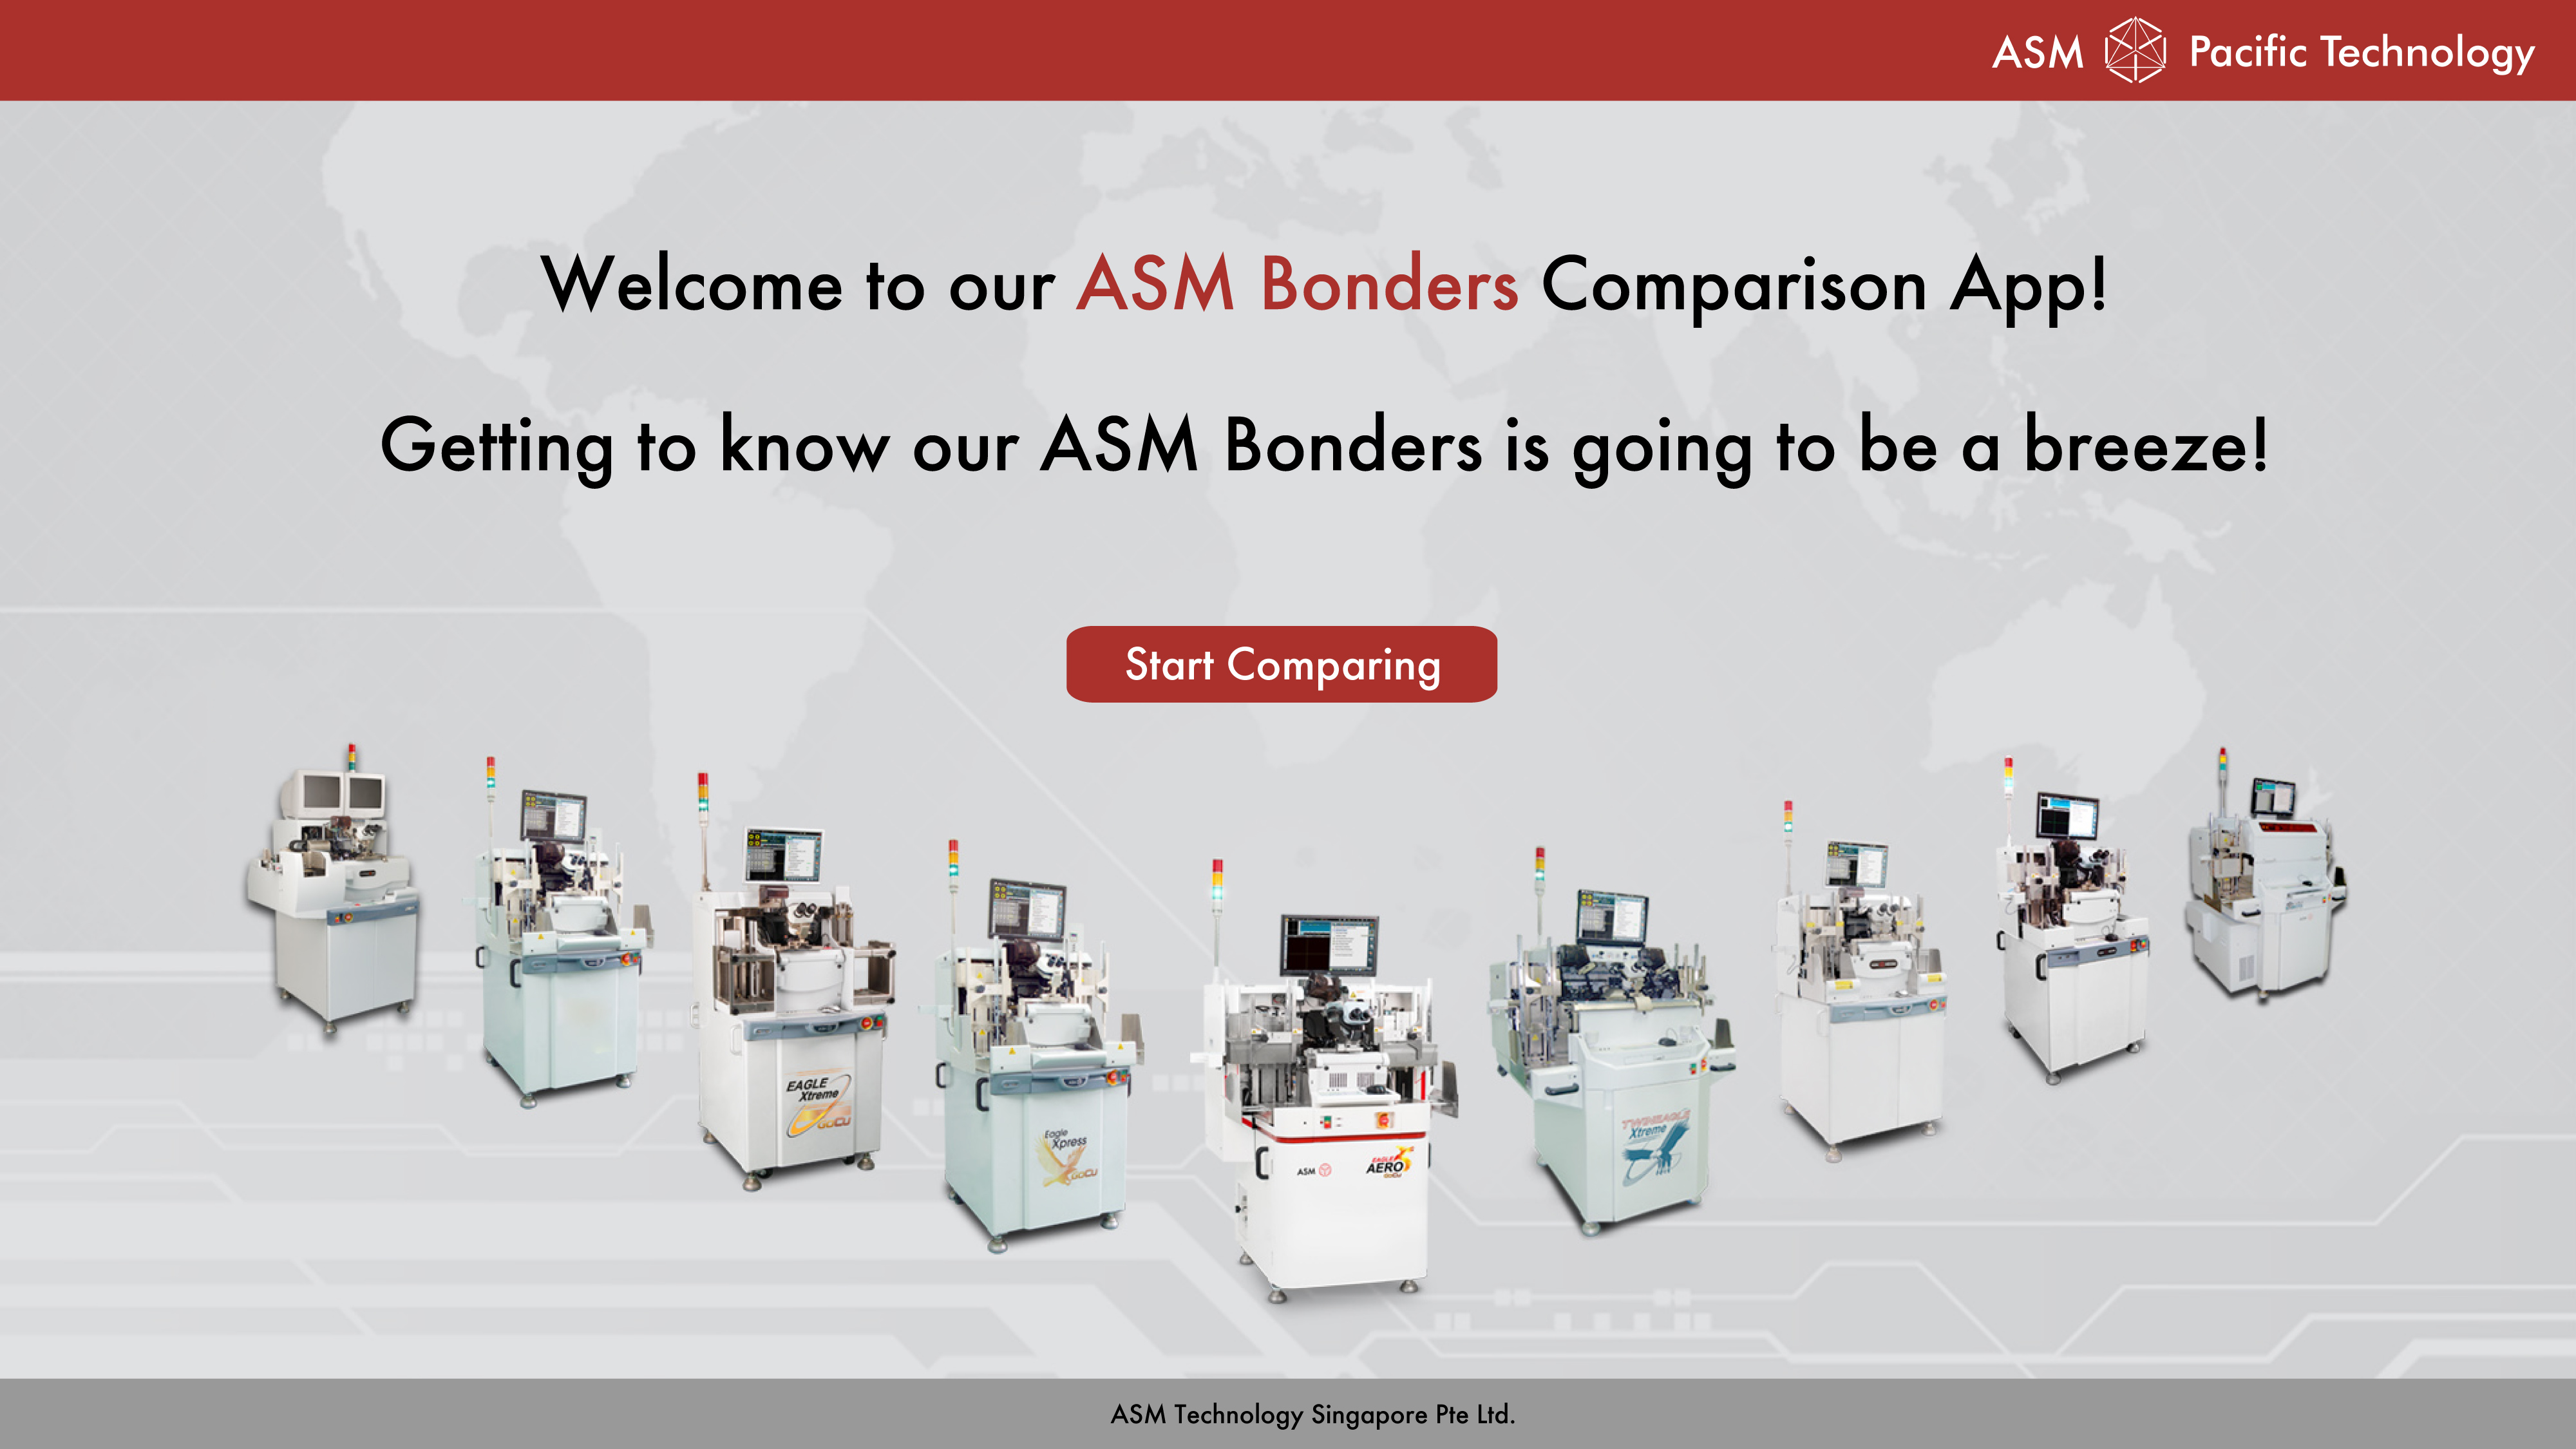 ASM Pacific Technology
Welcome to our ASM Bonders Comparison App!
Getting to know our ASM Bonders is going to be a breeze!
Start Comparing
EAGLE
Xtreme
GoCu
Eagle
Xpress
GoCu
ASM
EAGLE
AERO
GoCu
TWINEAGLE
Xtreme
ASM Technology Singapore Pte Ltd.